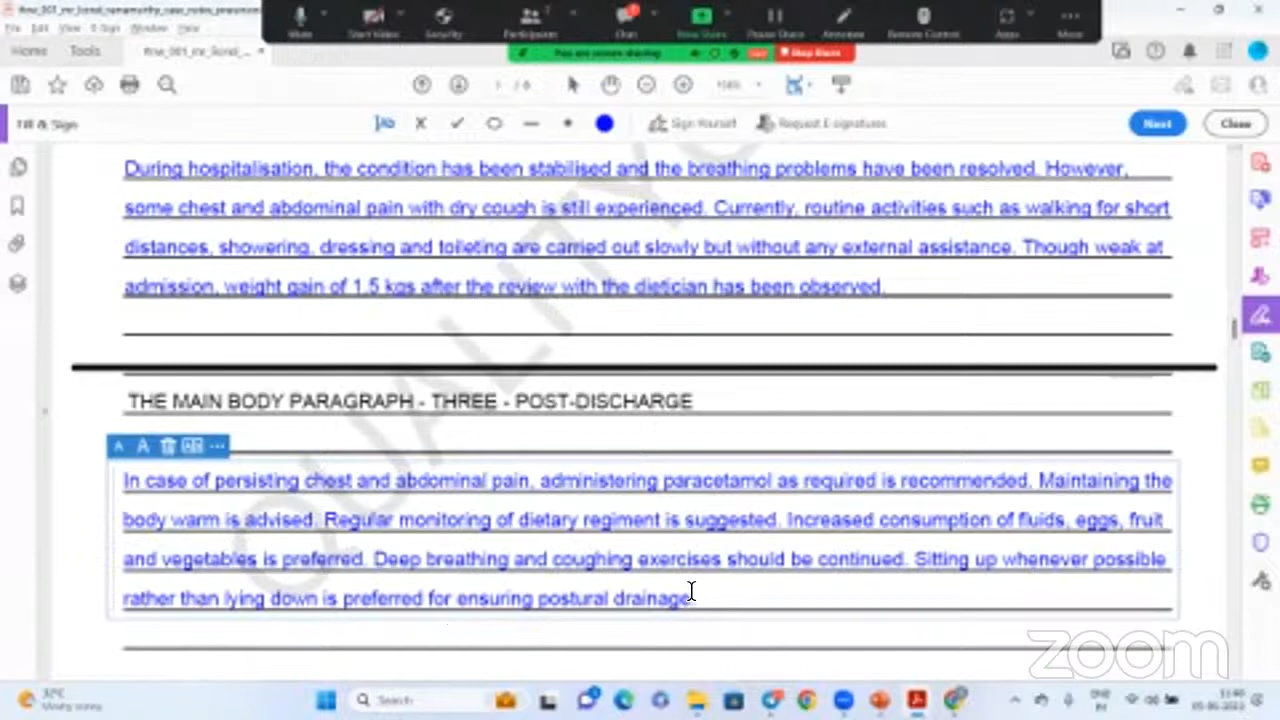 Home Tools
Fill & Sign
Sign Yourself Request E-signatures
Next Close
You are screen sharing Stop Share
During hospitalisation, the condition has been stabilised and the breathing problems have been resolved. However,
some chest and abdominal pain with dry cough is still experienced. Currently, routine activities such as walking for short
distances, showering, dressing and toileting are carried out slowly but without any external assistance. Though weak at
admission, weight gain of 1.5 kgs after the review with the dietician has been observed.
THE MAIN BODY PARAGRAPH - THREE - POST-DISCHARGE
In case of persisting chest and abdominal pain, administering paracetamol as required is recommended. Maintaining the
body warm is advised. Regular monitoring of dietary regiment is suggested. Increased consumption of fluids, eggs, fruit
and vegetables is preferred. Deep breathing and coughing exercises should be continued. Sitting up whenever possible
rather than lying down is preferred for ensuring postural drainage
QUALITY
zoom
Search